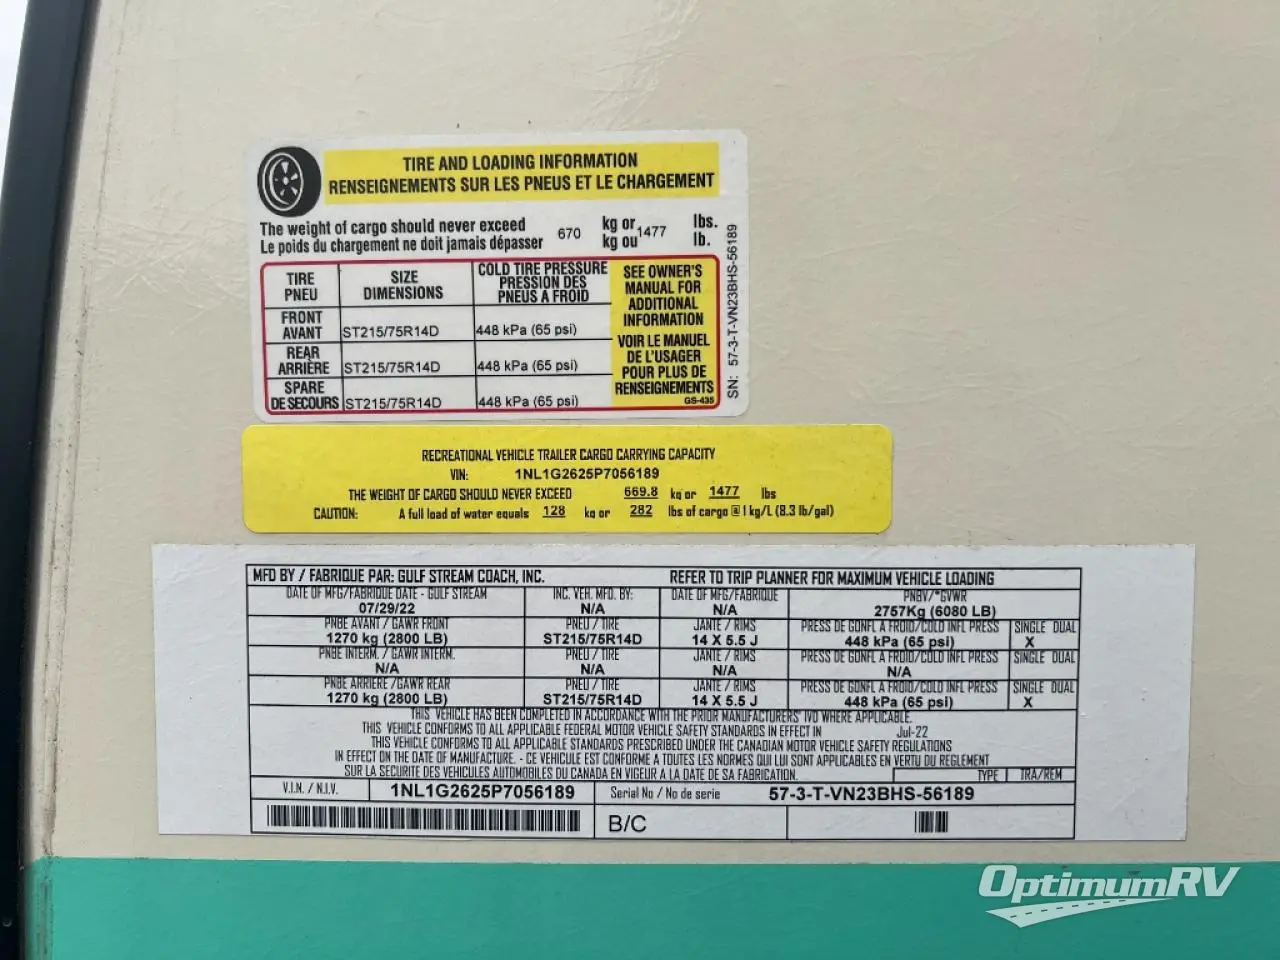 TIRE AND LOADING INFORMATION
RENSEIGNEMENTS SUR LES PNEUS ET LE CHARGEMENT
The weight of cargo should never exceed 670 kg or 1477 lbs.
Le poids du chargement ne doit jamais dépasser kg ou lb.
TIRE PNEU
SIZE DIMENSIONS
COLD TIRE PRESSURE PRESSION DES PNEUS A FROID
FRONT AVANT ST215/75R14D 448 kPa (65 psi)
REAR ARRIÈRE ST215/75R14D 448 kPa (65 psi)
SPARE DE SECOURS ST215/75R14D 448 kPa (65 psi)
SEE OWNER'S
MANUAL FOR
ADDITIONAL
INFORMATION
VOIR LE MANUEL
DE L'USAGER
POUR PLUS DE
RENSEIGNEMENTS
GS-435
SN: 57-3-T-VN23BHS-56189
RECREATIONAL VEHICLE TRAILER CARGO CARRYING CAPACITY
VIN: 1NL1G2625P7056189
THE WEIGHT OF CARGO SHOULD NEVER EXCEED 669.8 kg or 1477 lbs
CAUTION: A full load of water equals 128 kg or 282 lbs of cargo @ 1 kg/L (8.3 lb/gal)
MFD BY / FABRIQUE PAR: GULF STREAM COACH, INC. REFER TO TRIP PLANNER FOR MAXIMUM VEHICLE LOADING
DATE OF MFG/FABRIQUE DATE - GULF STREAM INC. VEH. MFD. BY: DATE OF MFG/FABRIQUE PNBV/*GVWR
07/29/22 N/A N/A 2757Kg (6080 LB)
PNBE AVANT / GAWR FRONT PNEU / TIRE JANTE / RIMS PRESS DE GONFL A FROID/COLD INFL PRESS SINGLE DUAL
1270 kg (2800 LB) ST215/75R14D 14 X 5.5 J 448 kPa (65 psi) X
PNBE INTERM. / GAWR INTERM. PNEU / TIRE JANTE / RIMS PRESS DE GONFL A FROID/COLD INFL PRESS SINGLE DUAL
N/A N/A N/A N/A
PNBE ARRIERE /GAWR REAR PNEU / TIRE JANTE / RIMS PRESS DE GONFL A FROID/COLD INFL PRESS SINGLE DUAL
1270 kg (2800 LB) ST215/75R14D 14 X 5.5 J 448 kPa (65 psi) X
THIS VEHICLE HAS BEEN COMPLETED IN ACCORDANCE WITH THE PRIOR MANUFACTURERS' IVD WHERE APPLICABLE.
THIS VEHICLE CONFORMS TO ALL APPLICABLE FEDERAL MOTOR VEHICLE SAFETY STANDARDS IN EFFECT IN Jul-22
THIS VEHICLE CONFORMS TO ALL APPLICABLE STANDARDS PRESCRIBED UNDER THE CANADIAN MOTOR VEHICLE SAFETY REGULATIONS
IN EFFECT ON THE DATE OF MANUFACTURE. - CE VEHICULE EST CONFORME A TOUTES LES NORMES QUI LUI SONT APPLICABLES EN VERTU DU REGLEMENT
SUR LA SECURITE DES VEHICULES AUTOMOBILES DU CANADA EN VIGEUR A LA DATE DE SA FABRICATION. TYPE TRA/REM
V.I.N. / N.I.V. 1NL1G2625P7056189 Serial No / No de serie 57-3-T-VN23BHS-56189
B/C
OptimumRV